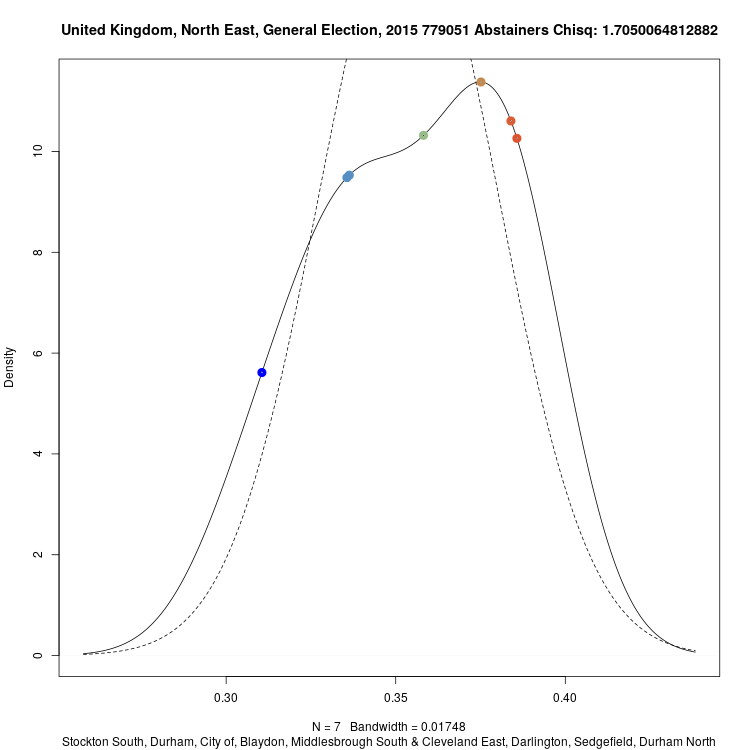 United Kingdom, North East, General Election, 2015 779051 Abstainers Chisq: 1.7050064812882
Density
10
8
6
4
2
0
0.30 0.35 0.40
N = 7 Bandwidth = 0.01748
Stockton South, Durham, City of, Blaydon, Middlesbrough South & Cleveland East, Darlington, Sedgefield, Durham North